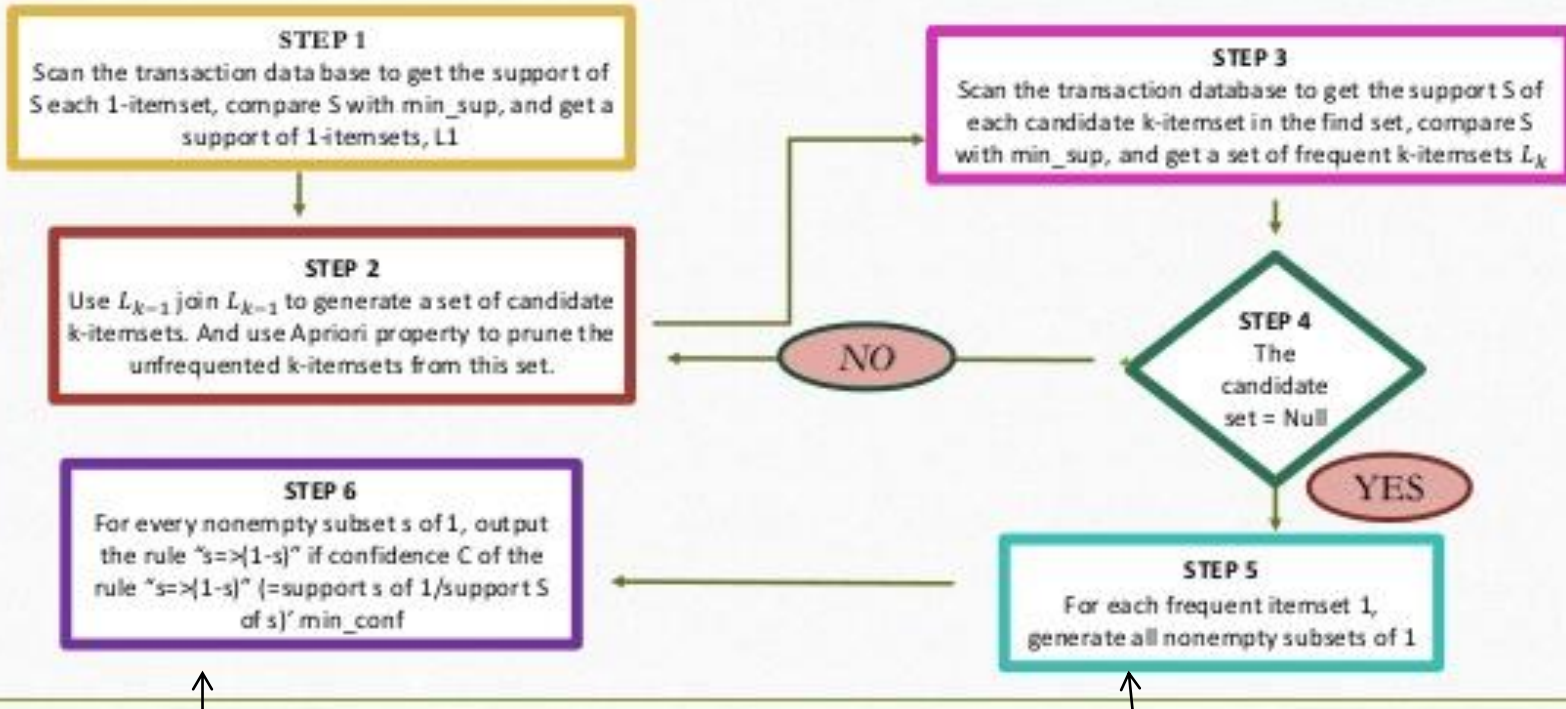 STEP 1
Scan the transaction data base to get the support of
S each 1-itemset, compare S with min_sup, and get a
support of 1-itemsets, L1
STEP 2
Use L_{k-1} join L_{k-1} to generate a set of candidate
k-itemsets. And use Apriori property to prune the
unfrequented k-itemsets from this set.
STEP 3
Scan the transaction database to get the support S of
each candidate k-itemset in the find set, compare S
with min_sup, and get a set of frequent k-itemsets L_k
STEP 4
The
candidate
set = Null
NO
YES
STEP 5
For each frequent itemset 1,
generate all nonempty subsets of 1
STEP 6
For every nonempty subset s of 1, output
the rule "s=>(1-s)" if confidence C of the
rule "s=>(1-s)" (=support s of 1/support S
of s)' min_conf